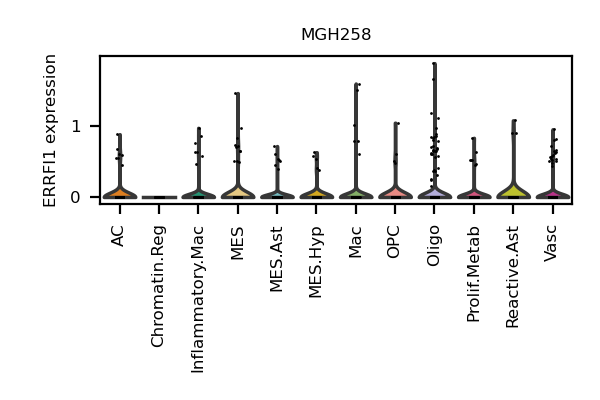 MGH258
ERRFI1 expression
1
0
AC
Chromatin.Reg
Inflammatory.Mac
MES
MES.Ast
MES.Hyp
Mac
OPC
Oligo
Prolif.Metab
Reactive.Ast
Vasc